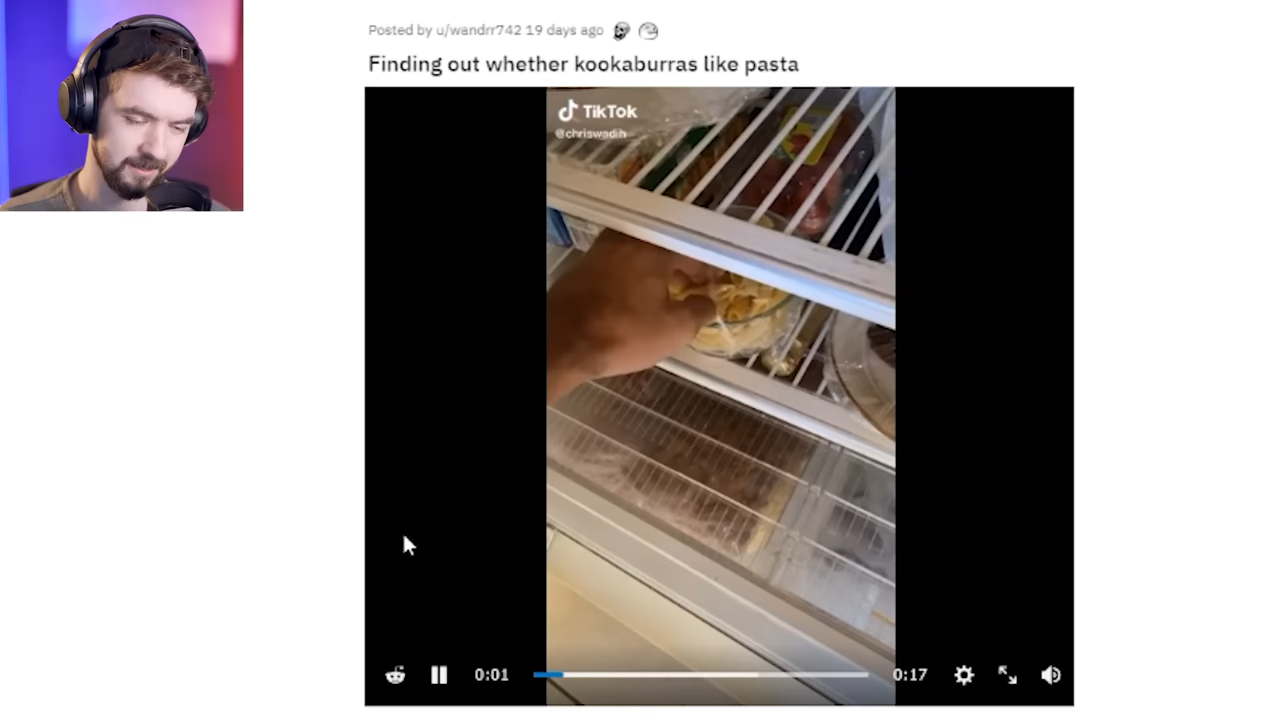 Posted by u/wandrr742 19 days ago
Finding out whether kookaburras like pasta
TikTok
@chriswadih
0:01
0:17